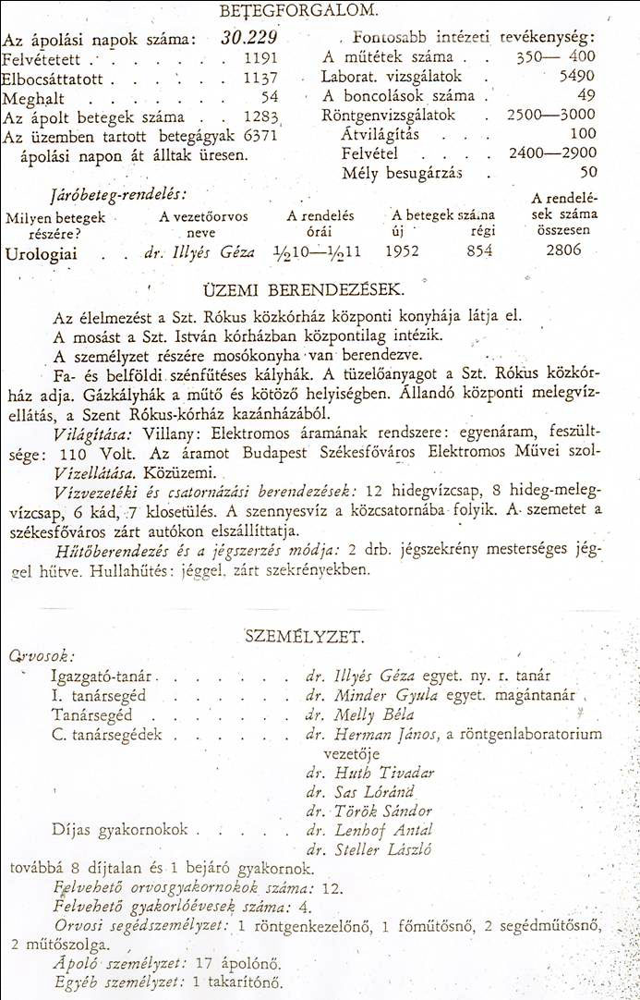 BETEGFORGALOM.
Az ápolási napok száma: 30.229
Felvétetett . . . . . . . 1191
Elbocsáttatott . . . . . . 1137
Meghalt . . . . . . . 54
Az ápolt betegek száma . . 1283
Az üzemben tartott betegágyak 6371
ápolási napon át álltak üresen.
Fontosabb intézeti tevékenység:
A műtétek száma . . 350— 400
Laborat. vizsgálatok . 5490
A boncolások száma . 49
Röntgenvizsgálatok . 2500—3000
Átvilágítás . . . 100
Felvétel . . . . 2400—2900
Mély besugárzás . 50
Járóbeteg-rendelés:
Milyen betegek részére? A vezetőorvos neve A rendelés órái A betegek száma új régi A rendelések száma összesen
Urologiai . . dr. Illyés Géza ½10—½11 1952 854 2806
ÜZEMI BERENDEZÉSEK.
Az élelmezést a Szt. Rókus közkórház központi konyhája látja el.
A mosást a Szt. István kórházban központilag intézik.
A személyzet részére mosókonyha van berendezve.
Fa- és belföldi szénfűtéses kályhák. A tüzelőanyagot a Szt. Rókus közkór-
ház adja. Gázkályhák a műtő és kötöző helyiségben. Állandó központi melegvíz-
ellátás, a Szent Rókus-kórház kazánházából.
Világítása: Villany: Elektromos áramának rendszere: egyenáram, feszült-
sége: 110 Volt. Az áramot Budapest Székesfőváros Elektromos Művei szol-
Vízellátása. Közüzemi.
Vízvezetéki és csatornázási berendezések: 12 hidegvízcsap, 8 hideg-meleg-
vízcsap, 6 kád, 7 klosetülés. A szennyesvíz a közcsatornába folyik. A szemetet a
székesfőváros zárt autókon elszállíttatja.
Hűtőberendezés és a jégszerzés módja: 2 drb. jégszekrény mesterséges jég-
gel hűtve. Hullahűtés: jéggel, zárt szekrényekben.
SZEMÉLYZET.
Orvosok:
Igazgató-tanár . . . . . . . dr. Illyés Géza egyet. ny. r. tanár
I. tanársegéd . . . . . . dr. Minder Gyula egyet. magántanár
Tanársegéd . . . . . . . dr. Melly Béla
C. tanársegédek . . . . . . dr. Herman János, a röntgenlaboratorium
vezetője
dr. Huth Tivadar
dr. Sas Lóránd
dr. Török Sándor
Díjas gyakornokok . . . . . dr. Lenhof Antal
dr. Steller László
továbbá 8 díjtalan és 1 bejáró gyakornok.
Felvehető orvosgyakornokok száma: 12.
Felvehető gyakorlóévesek száma: 4.
Orvosi segédszemélyzet: 1 röntgenkezelőnő, 1 főműtősnő, 2 segédműtősnő,
2 műtőszolga.
Ápoló személyzet: 17 ápolónő.
Egyéb személyzet: 1 takarítónő.